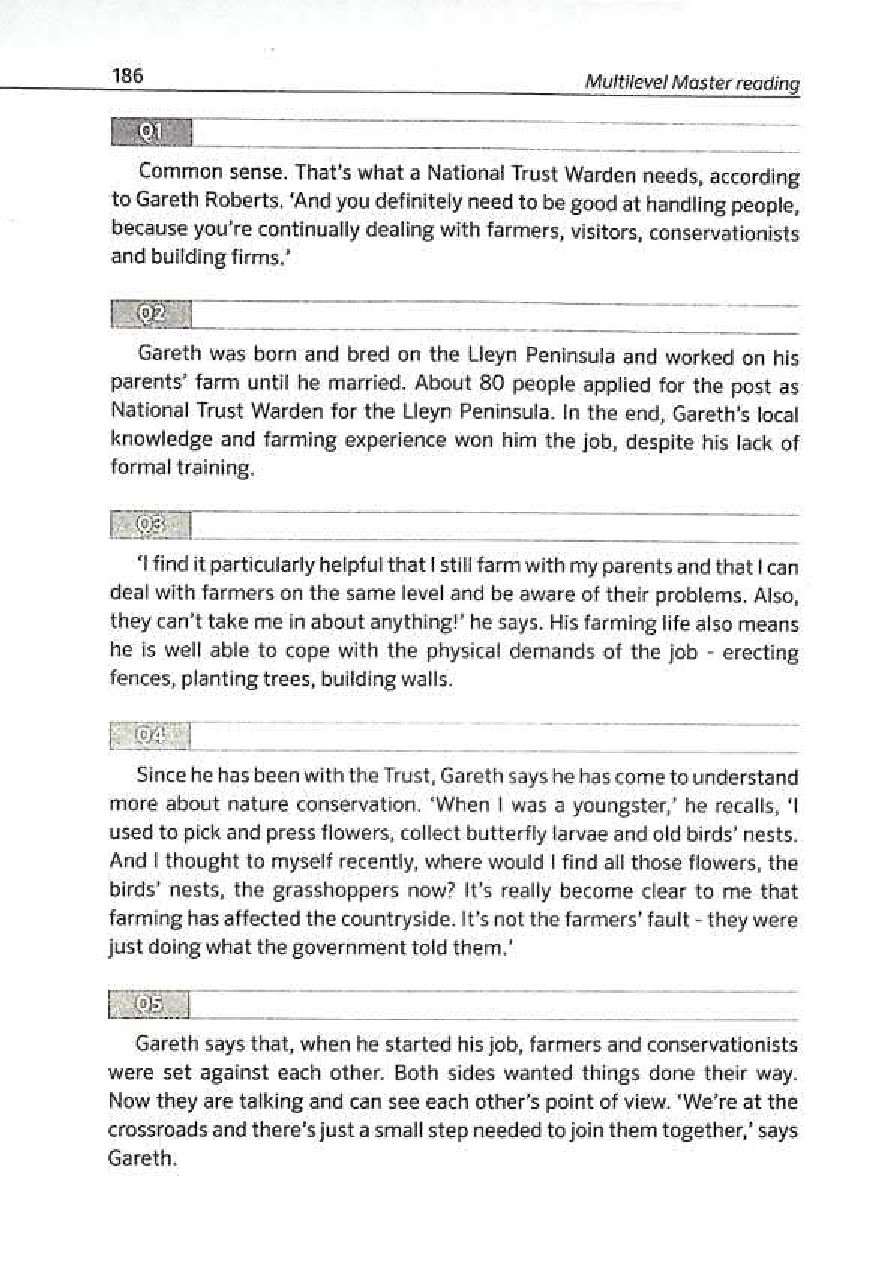 186
Multilevel Master reading
Q1
Common sense. That's what a National Trust Warden needs, according
to Gareth Roberts. 'And you definitely need to be good at handling people,
because you're continually dealing with farmers, visitors, conservationists
and building firms.'
Q2
Gareth was born and bred on the Lleyn Peninsula and worked on his
parents' farm until he married. About 80 people applied for the post as
National Trust Warden for the Lleyn Peninsula. In the end, Gareth's local
knowledge and farming experience won him the job, despite his lack of
formal training.
Q3
'I find it particularly helpful that I still farm with my parents and that I can
deal with farmers on the same level and be aware of their problems. Also,
they can't take me in about anything!' he says. His farming life also means
he is well able to cope with the physical demands of the job - erecting
fences, planting trees, building walls.
Q4
Since he has been with the Trust, Gareth says he has come to understand
more about nature conservation. 'When I was a youngster,' he recalls, 'I
used to pick and press flowers, collect butterfly larvae and old birds' nests.
And I thought to myself recently, where would I find all those flowers, the
birds' nests, the grasshoppers now? It's really become clear to me that
farming has affected the countryside. It's not the farmers' fault - they were
just doing what the government told them.'
Q5
Gareth says that, when he started his job, farmers and conservationists
were set against each other. Both sides wanted things done their way.
Now they are talking and can see each other's point of view. 'We're at the
crossroads and there's just a small step needed to join them together,' says
Gareth.